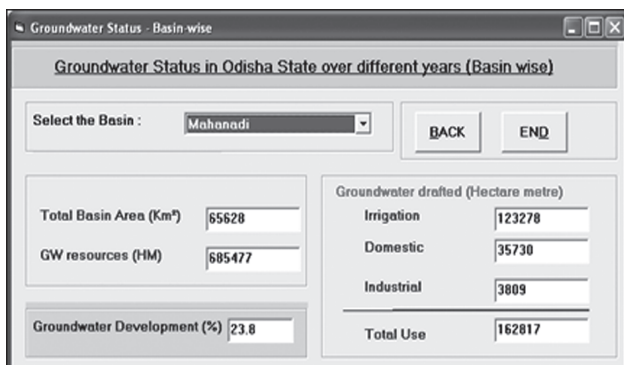 Groundwater Status - Basin-wise
Groundwater Status in Odisha State over different years (Basin wise)
Select the Basin :
Mahanadi
BACK
END
Total Basin Area (Km²)
65628
GW resources (HM)
685477
Groundwater Development (%)
23.8
Groundwater drafted (Hectare metre)
Irrigation
123278
Domestic
35730
Industrial
3809
Total Use
162817